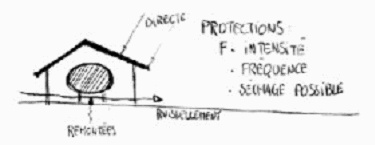 DIRECTE
PROTECTIONS
F. INTENSITÉ
. FRÉQUENCE
. SÉCHAGE POSSIBLE
RUISSELLEMENT
REMONTÉES